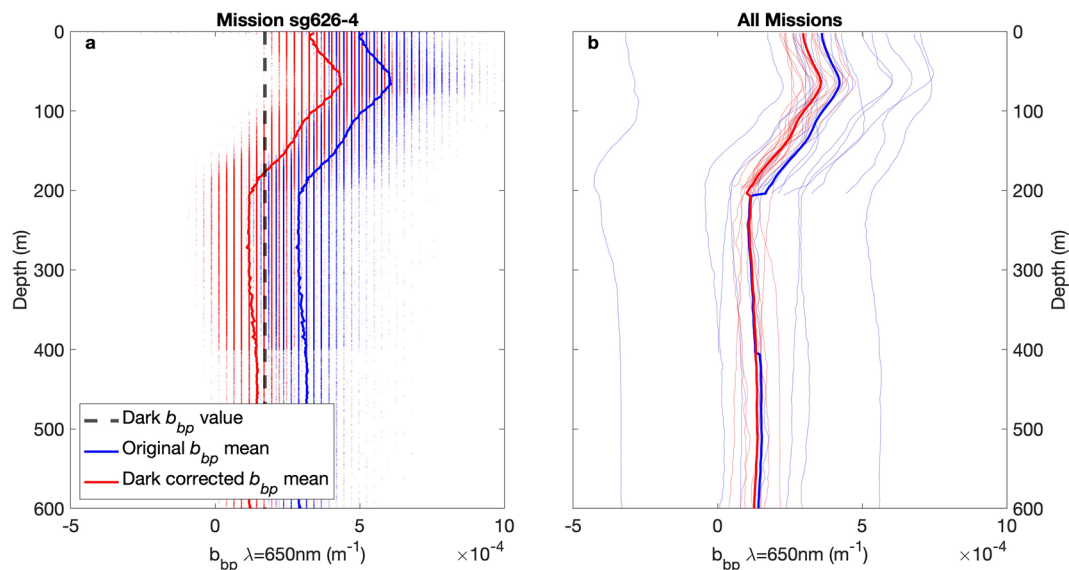 Mission sg626-4
a
0
100
200
300
400
500
600
Depth (m)
Dark b_bp value
Original b_bp mean
Dark corrected b_bp mean
-5
0
5
10
b_bp λ=650nm (m⁻¹)
×10⁻⁴
All Missions
b
0
100
200
300
400
500
600
Depth (m)
-5
0
5
10
b_bp λ=650nm (m⁻¹)
×10⁻⁴